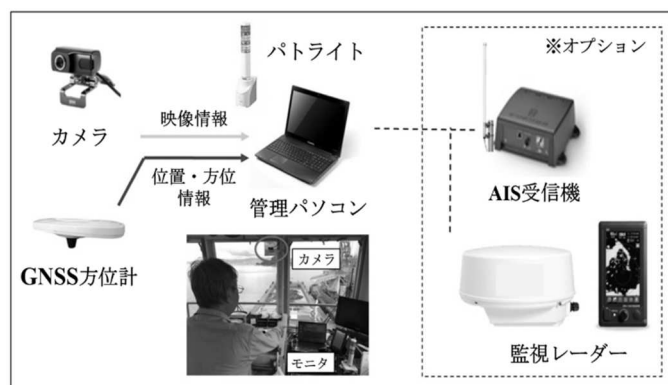 ※オプション
パトライト
カメラ
映像情報
位置・方位
情報
管理パソコン
GNSS方位計
カメラ
モニタ
AIS受信機
監視レーダー